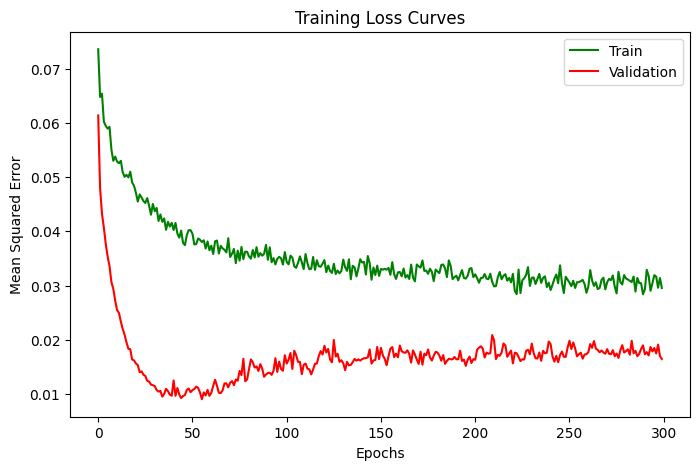 Training Loss Curves
Train
Validation
Mean Squared Error
0.07
0.06
0.05
0.04
0.03
0.02
0.01
0 50 100 150 200 250 300
Epochs